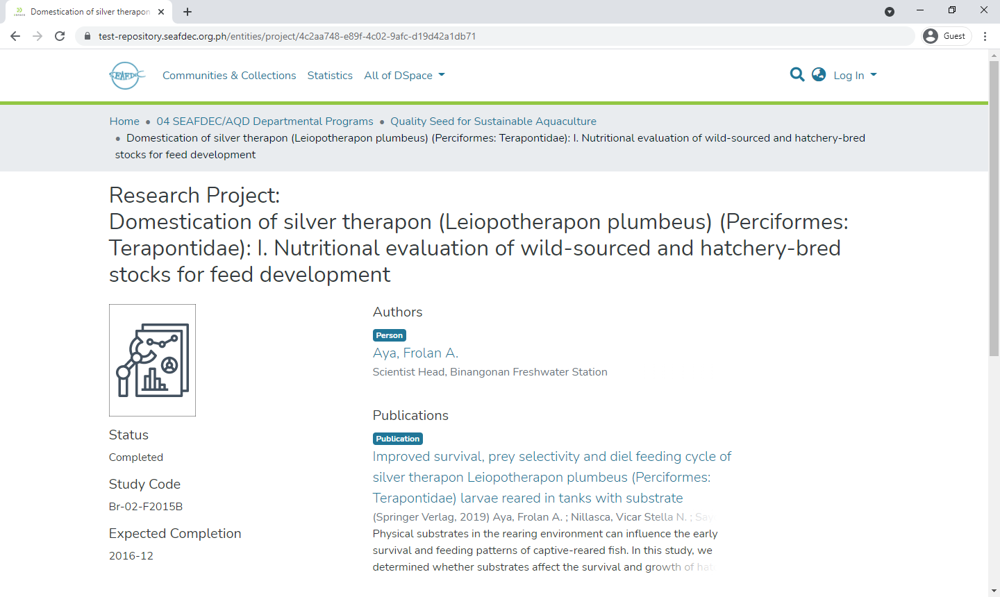 Domestication of silver therapon
Guest
test-repository.seafdec.org.ph/entities/project/4c2aa748-e89f-4c02-9afc-d19d42a1db71
SEAFDEC
Communities & Collections
Statistics
All of DSpace
Log In
Home • 04 SEAFDEC/AQD Departmental Programs • Quality Seed for Sustainable Aquaculture
• Domestication of silver therapon (Leiopotherapon plumbeus) (Perciformes: Terapontidae): I. Nutritional evaluation of wild-sourced and hatchery-bred
stocks for feed development
Research Project:
Domestication of silver therapon (Leiopotherapon plumbeus) (Perciformes:
Terapontidae): I. Nutritional evaluation of wild-sourced and hatchery-bred
stocks for feed development
Status
Completed
Study Code
Br-02-F2015B
Expected Completion
2016-12
Authors
Person
Aya, Frolan A.
Scientist Head, Binangonan Freshwater Station
Publications
Publication
Improved survival, prey selectivity and diel feeding cycle of
silver therapon Leiopotherapon plumbeus (Perciformes:
Terapontidae) larvae reared in tanks with substrate
(Springer Verlag, 2019) Aya, Frolan A. ; Nillasca, Vicar Stella N. ;
Physical substrates in the rearing environment can influence the early
survival and feeding patterns of captive-reared fish. In this study, we
determined whether substrates affect the survival and growth of